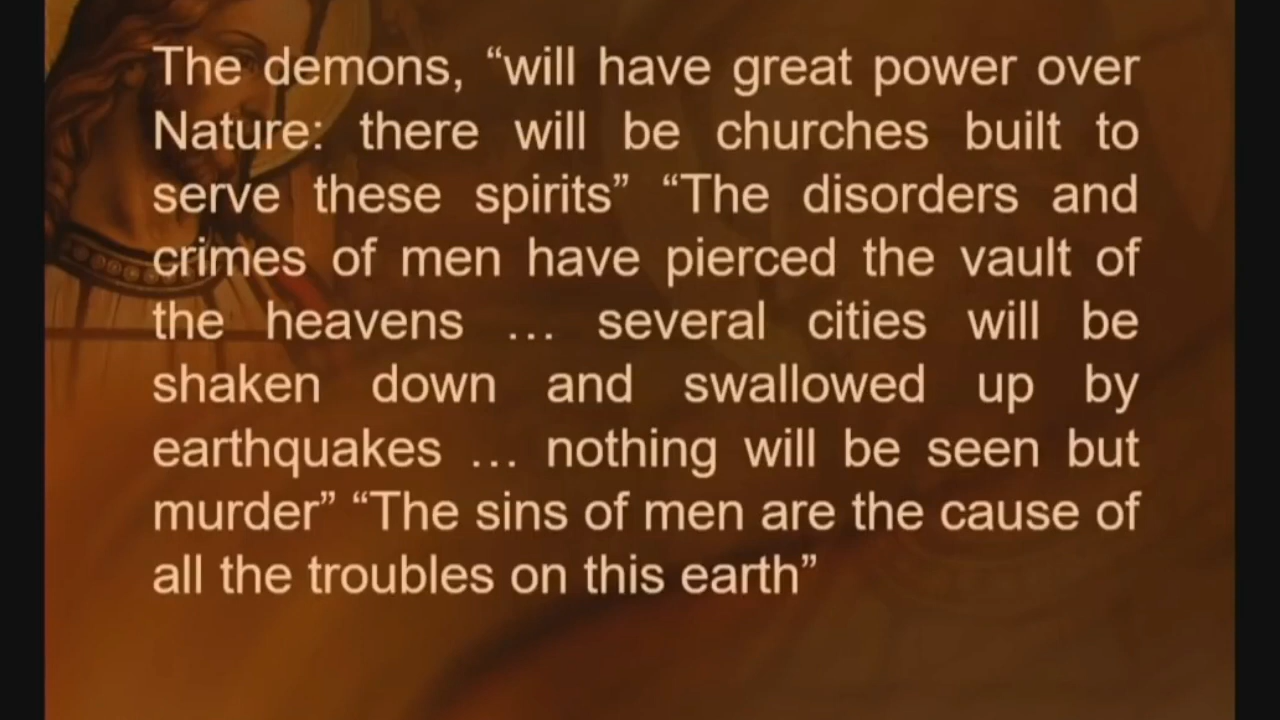 The demons, “will have great power over
Nature: there will be churches built to
serve these spirits” “The disorders and
crimes of men have pierced the vault of
the heavens … several cities will be
shaken down and swallowed up by
earthquakes … nothing will be seen but
murder” “The sins of men are the cause of
all the troubles on this earth”